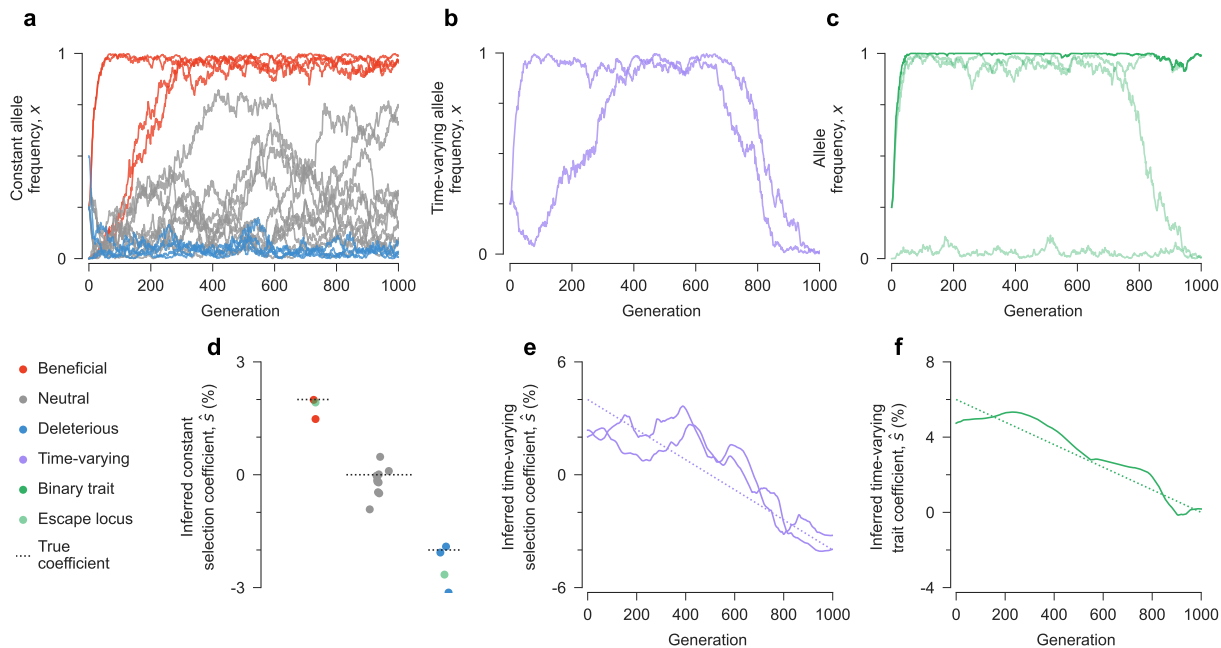 a
Constant allele
frequency, x
1
0
0
200
400
600
800
1000
Generation
b
Time-varying allele
frequency, x
1
0
0
200
400
600
800
1000
Generation
c
Allele
frequency, x
1
0
0
200
400
600
800
1000
Generation
Beneficial
Neutral
Deleterious
Time-varying
Binary trait
Escape locus
True
coefficient
d
Inferred constant
selection coefficient, ŝ (%)
3
0
-3
e
Inferred time-varying
selection coefficient, ŝ (%)
6
0
-6
0
200
400
600
800
1000
Generation
f
Inferred time-varying
trait coefficient, ŝ (%)
8
4
0
-4
0
200
400
600
800
1000
Generation